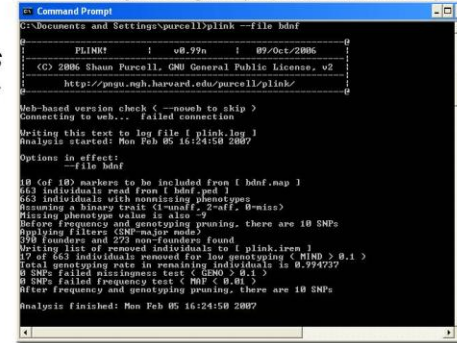 Command Prompt
C:\Documents and Settings\purcell>plink --file bdnf
@----------------------------------------------------------@
| PLINK! | v0.99n | 09/Oct/2006 |
|----------------------------------------------------------|
| (C) 2006 Shaun Purcell, GNU General Public License, v2 |
|----------------------------------------------------------|
| http://pngu.mgh.harvard.edu/purcell/plink/ |
@----------------------------------------------------------@
Web-based version check ( --noweb to skip )
Connecting to web... failed connection
Writing this text to log file [ plink.log ]
Analysis started: Mon Feb 05 16:24:50 2007
Options in effect:
--file bdnf
10 (of 10) markers to be included from [ bdnf.map ]
663 individuals read from [ bdnf.ped ]
663 individuals with nonmissing phenotypes
Assuming a binary trait (1=unaff, 2=aff, 0=miss)
Missing phenotype value is also -9
Before frequency and genotyping pruning, there are 10 SNPs
Applying filters (SNP-major mode)
390 founders and 273 non-founders found
Writing list of removed individuals to [ plink.irem ]
17 of 663 individuals removed for low genotyping ( MIND > 0.1 )
Total genotyping rate in remaining individuals is 0.994737
0 SNPs failed missingness test ( GENO > 0.1 )
0 SNPs failed frequency test ( MAF < 0.01 )
After frequency and genotyping pruning, there are 10 SNPs
Analysis finished: Mon Feb 05 16:24:50 2007